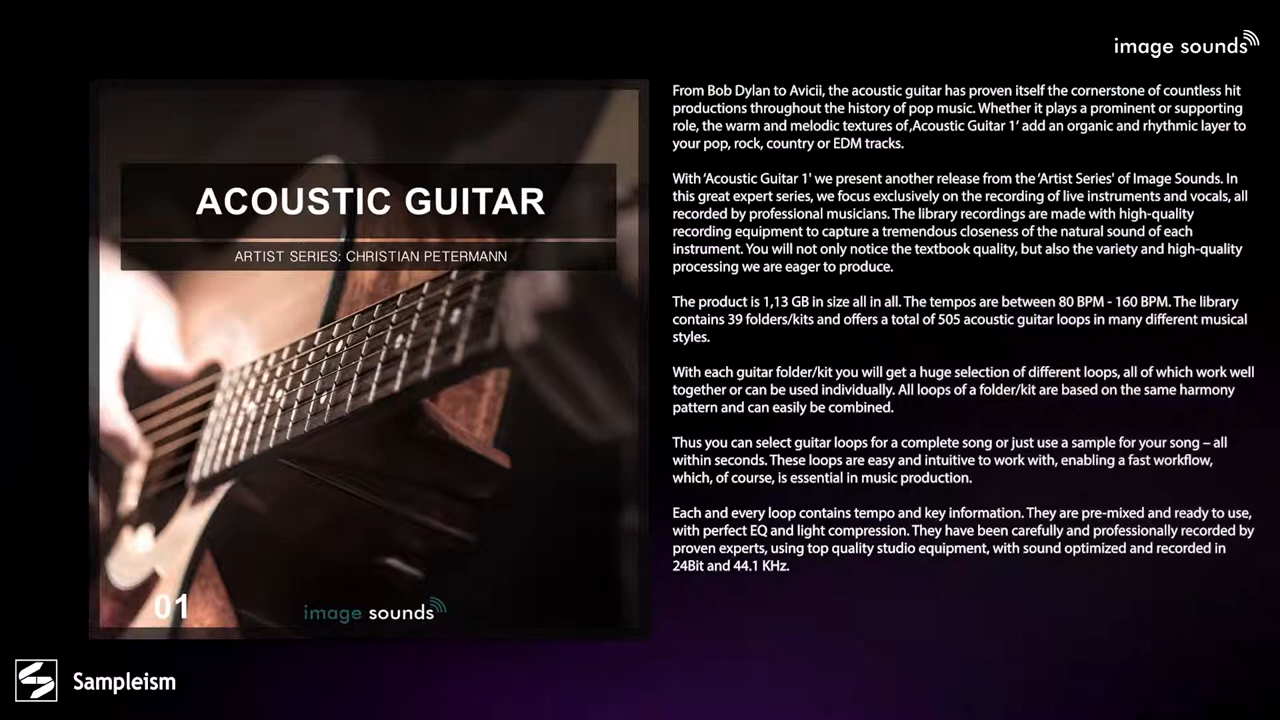 image sounds
ACOUSTIC GUITAR
ARTIST SERIES: CHRISTIAN PETERMANN
01
image sounds
From Bob Dylan to Avicii, the acoustic guitar has proven itself the cornerstone of countless hit
productions throughout the history of pop music. Whether it plays a prominent or supporting
role, the warm and melodic textures of‚Acoustic Guitar 1‘ add an organic and rhythmic layer to
your pop, rock, country or EDM tracks.
With ‘Acoustic Guitar 1' we present another release from the ‘Artist Series' of Image Sounds. In
this great expert series, we focus exclusively on the recording of live instruments and vocals, all
recorded by professional musicians. The library recordings are made with high-quality
recording equipment to capture a tremendous closeness of the natural sound of each
instrument. You will not only notice the textbook quality, but also the variety and high-quality
processing we are eager to produce.
The product is 1,13 GB in size all in all. The tempos are between 80 BPM - 160 BPM. The library
contains 39 folders/kits and offers a total of 505 acoustic guitar loops in many different musical
styles.
With each guitar folder/kit you will get a huge selection of different loops, all of which work well
together or can be used individually. All loops of a folder/kit are based on the same harmony
pattern and can easily be combined.
Thus you can select guitar loops for a complete song or just use a sample for your song – all
within seconds. These loops are easy and intuitive to work with, enabling a fast workflow,
which, of course, is essential in music production.
Each and every loop contains tempo and key information. They are pre-mixed and ready to use,
with perfect EQ and light compression. They have been carefully and professionally recorded by
proven experts, using top quality studio equipment, with sound optimized and recorded in
24Bit and 44.1 KHz.
Sampleism